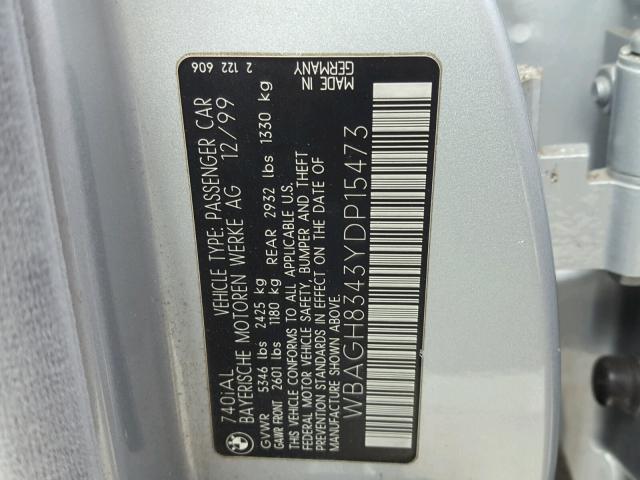 740iAL
VEHICLE TYPE: PASSENGER CAR
BAYERISCHE MOTOREN WERKE AG 12/99
GVWR 5346 lbs 2425 kg
GAWR FRONT 2601 lbs 1180 kg REAR 2932 lbs 1330 kg
THIS VEHICLE CONFORMS TO ALL APPLICABLE U.S.
FEDERAL MOTOR VEHICLE SAFETY, BUMPER AND THEFT
PREVENTION STANDARDS IN EFFECT ON THE DATE OF
MANUFACTURE SHOWN ABOVE.
WBAGH8343YDP15473
2 122 606
MADE IN
GERMANY